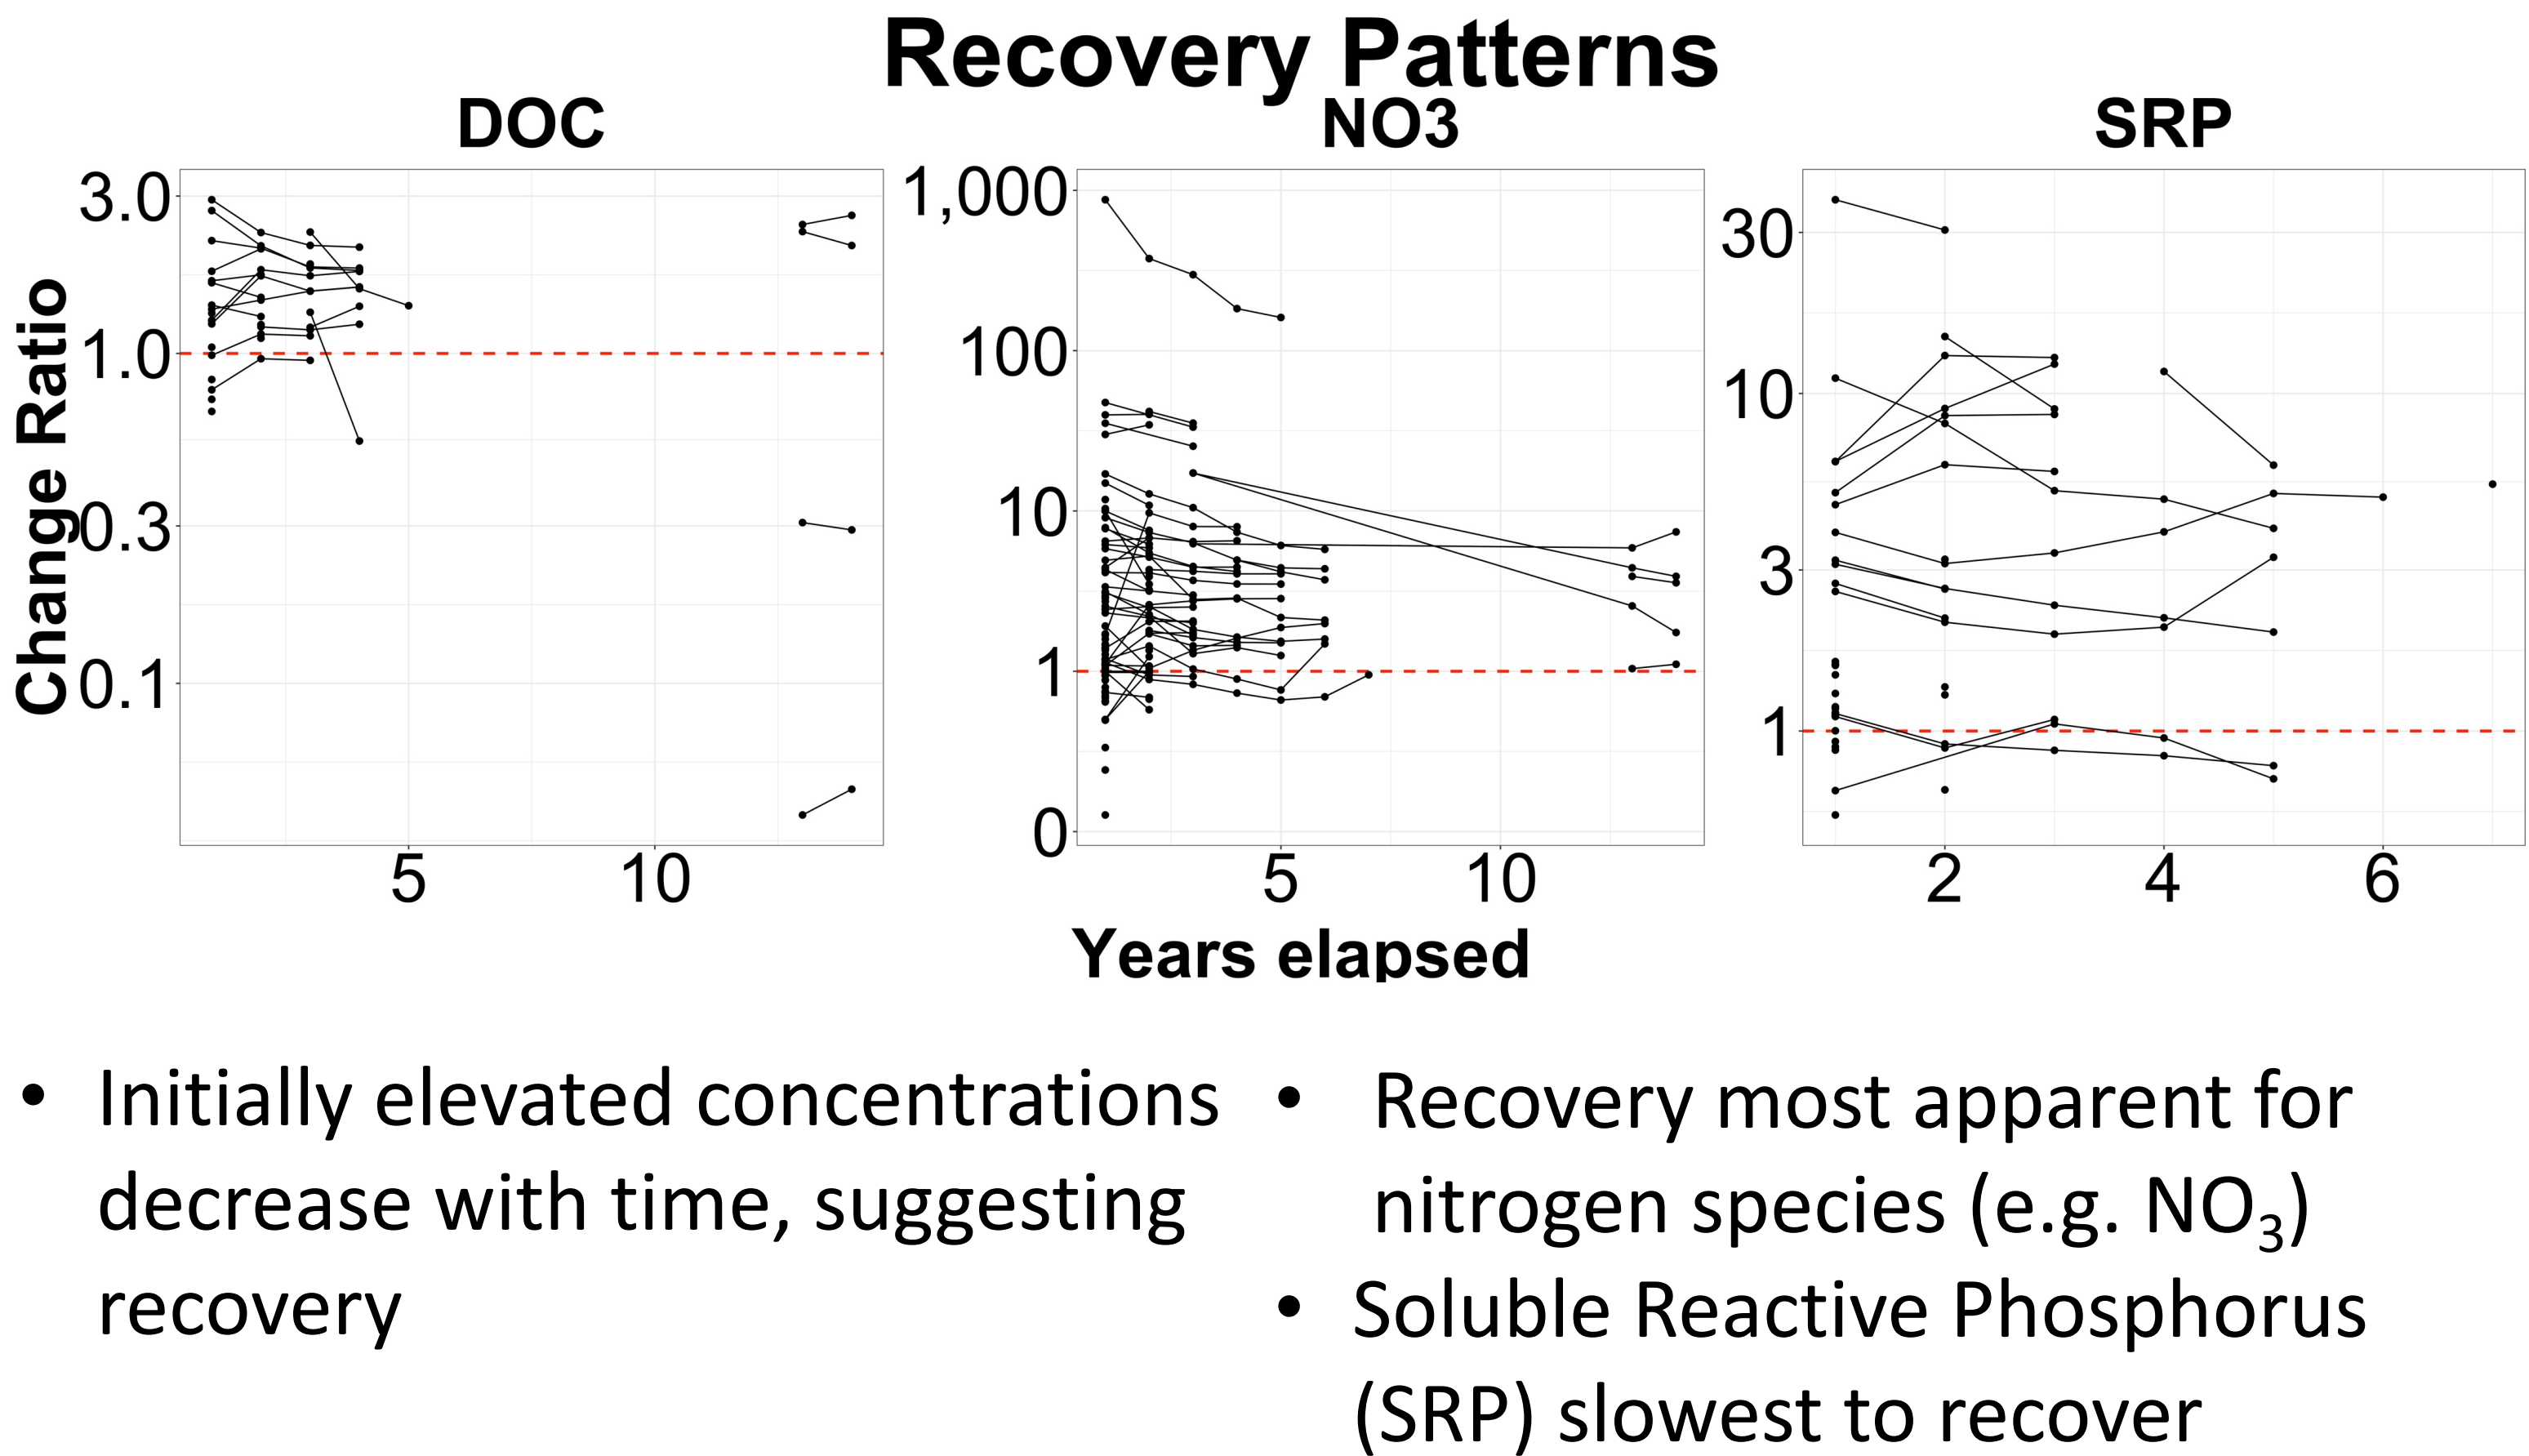 Recovery Patterns
DOC
NO3
SRP
Change Ratio
3.0
1.0
0.3
0.1
5
10
1,000
100
10
1
0
5
10
30
10
3
1
2
4
6
Years elapsed
• Initially elevated concentrations
decrease with time, suggesting
recovery
• Recovery most apparent for
nitrogen species (e.g. NO₃)
• Soluble Reactive Phosphorus
(SRP) slowest to recover